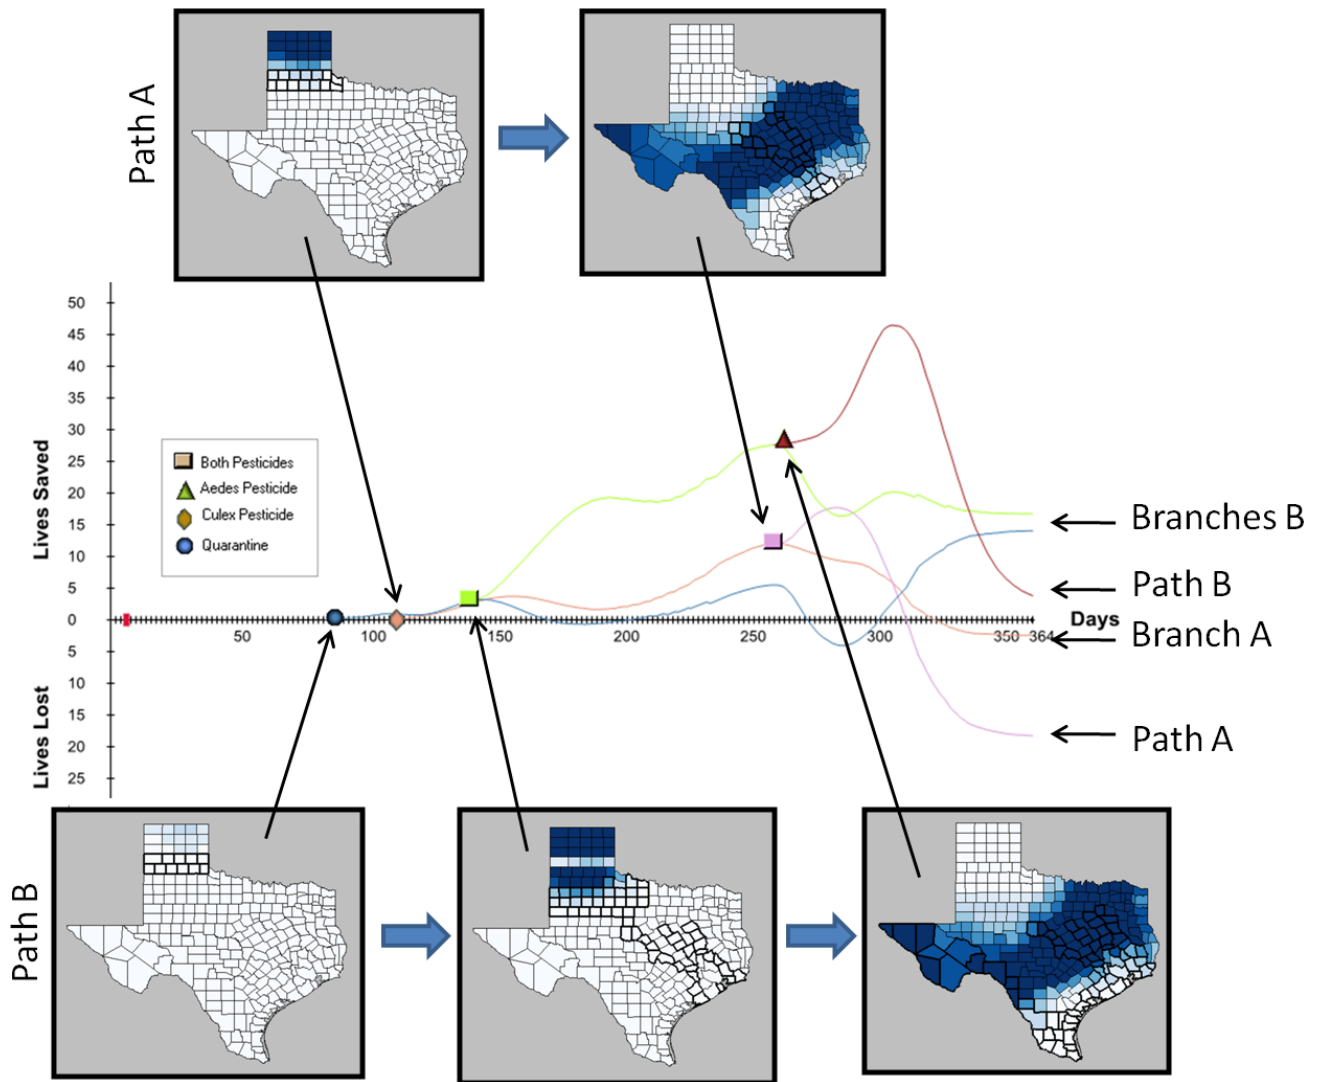 Path A
50
45
40
35
30
25
20
15
10
5
0
5
10
15
20
25
Lives Saved
Lives Lost
Both Pesticides
Aedes Pesticide
Culex Pesticide
Quarantine
50
100
150
200
250
300
350
364
Days
Branches B
Path B
Branch A
Path A
Path B